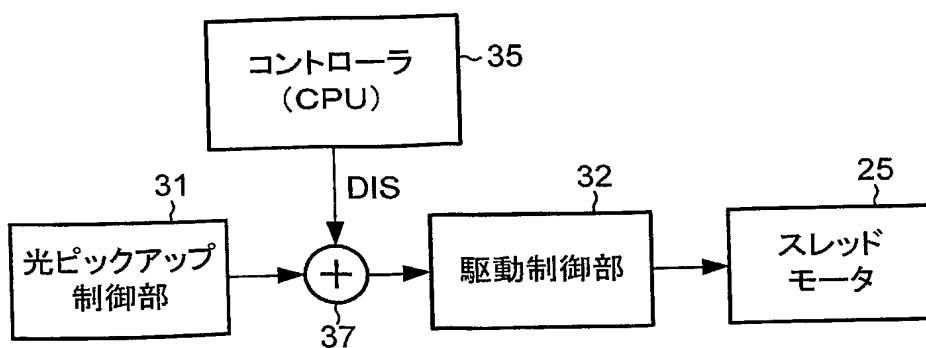 コントローラ
(CPU)
35
DIS
31
光ピックアップ
制御部
+
37
32
駆動制御部
25
スレッド
モータ